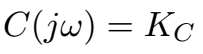 C(jω) = K_C